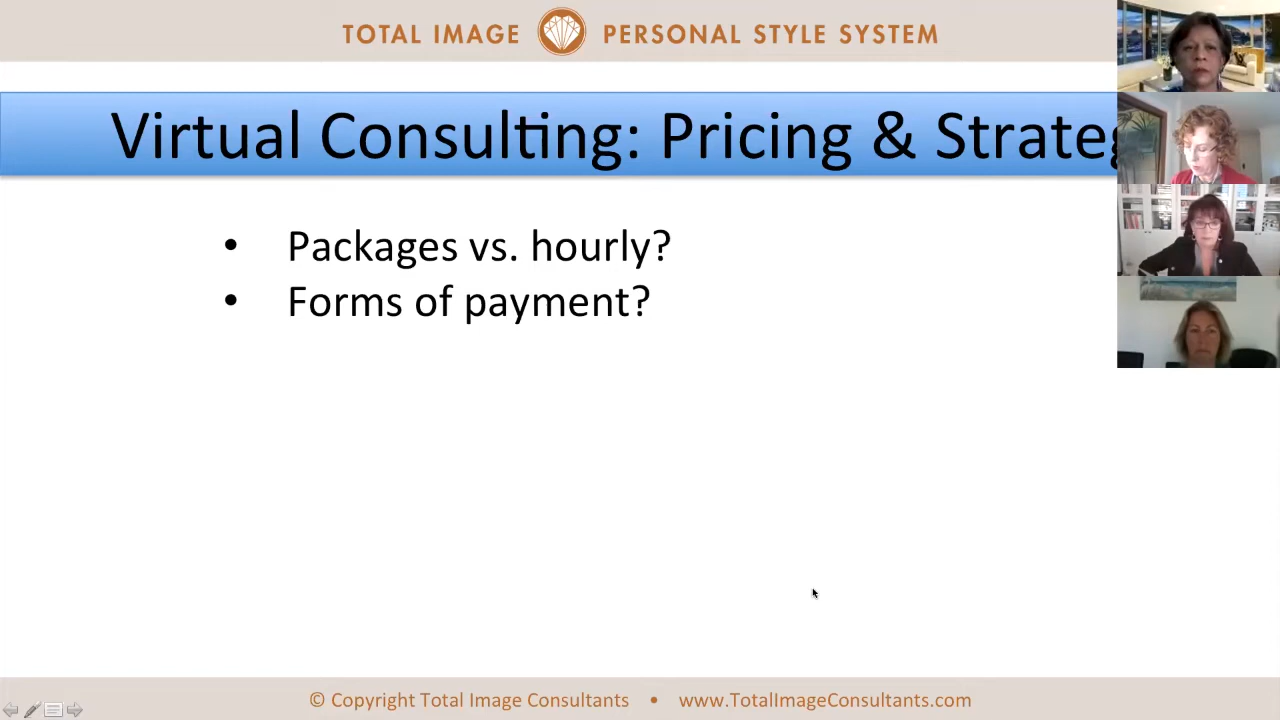 TOTAL IMAGE PERSONAL STYLE SYSTEM
Virtual Consulting: Pricing & Strateg
• Packages vs. hourly?
• Forms of payment?
© Copyright Total Image Consultants • www.TotalImageConsultants.com